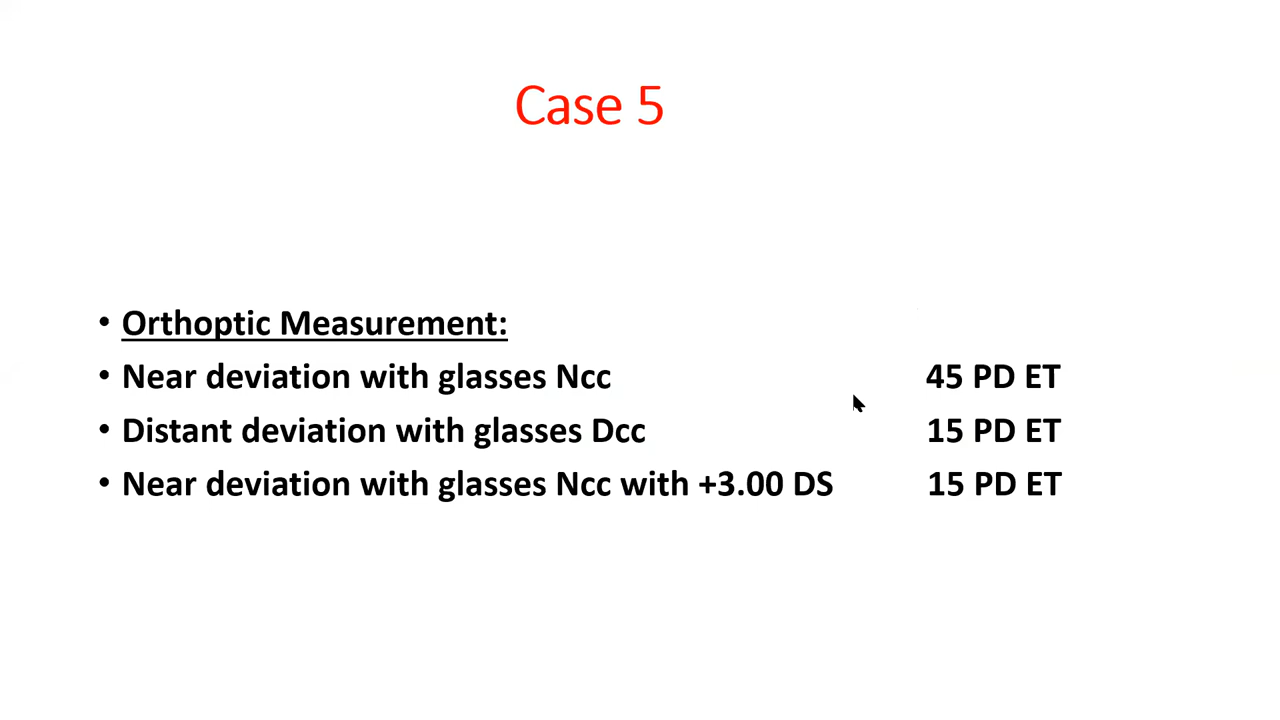 Case 5
• Orthoptic Measurement:
• Near deviation with glasses Ncc 45 PD ET
• Distant deviation with glasses Dcc 15 PD ET
• Near deviation with glasses Ncc with +3.00 DS 15 PD ET